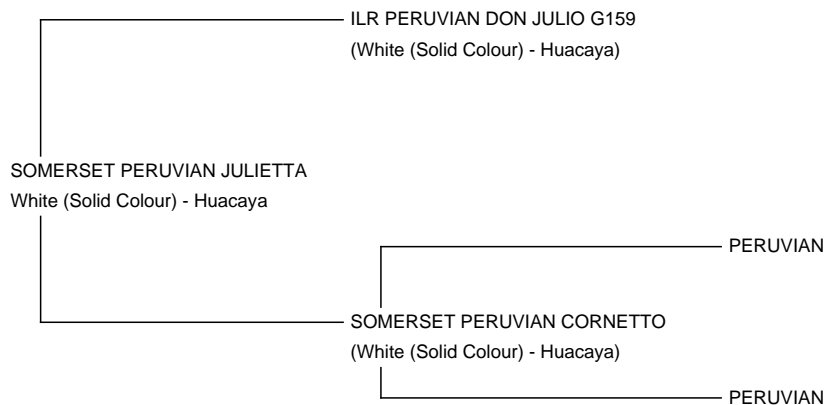 ILR PERUVIAN DON JULIO G159
(White (Solid Colour) - Huacaya)
SOMERSET PERUVIAN JULIETTA
White (Solid Colour) - Huacaya
PERUVIAN
SOMERSET PERUVIAN CORNETTO
(White (Solid Colour) - Huacaya)
PERUVIAN